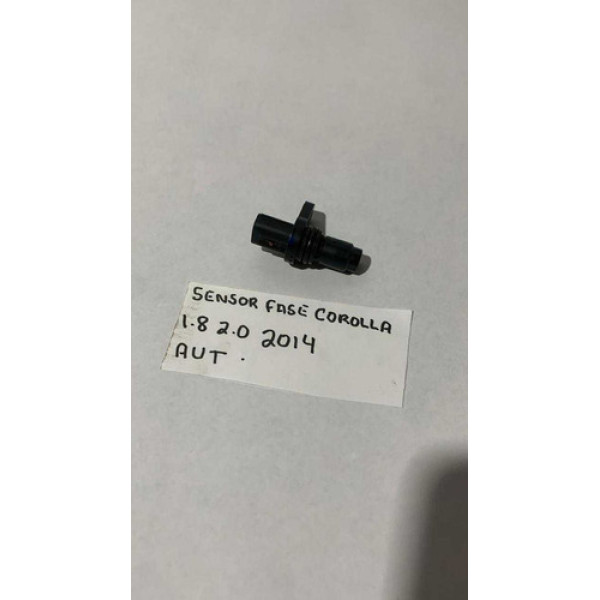 SENSOR FASE COROLLA
1.8 2.0 2014
AUT.